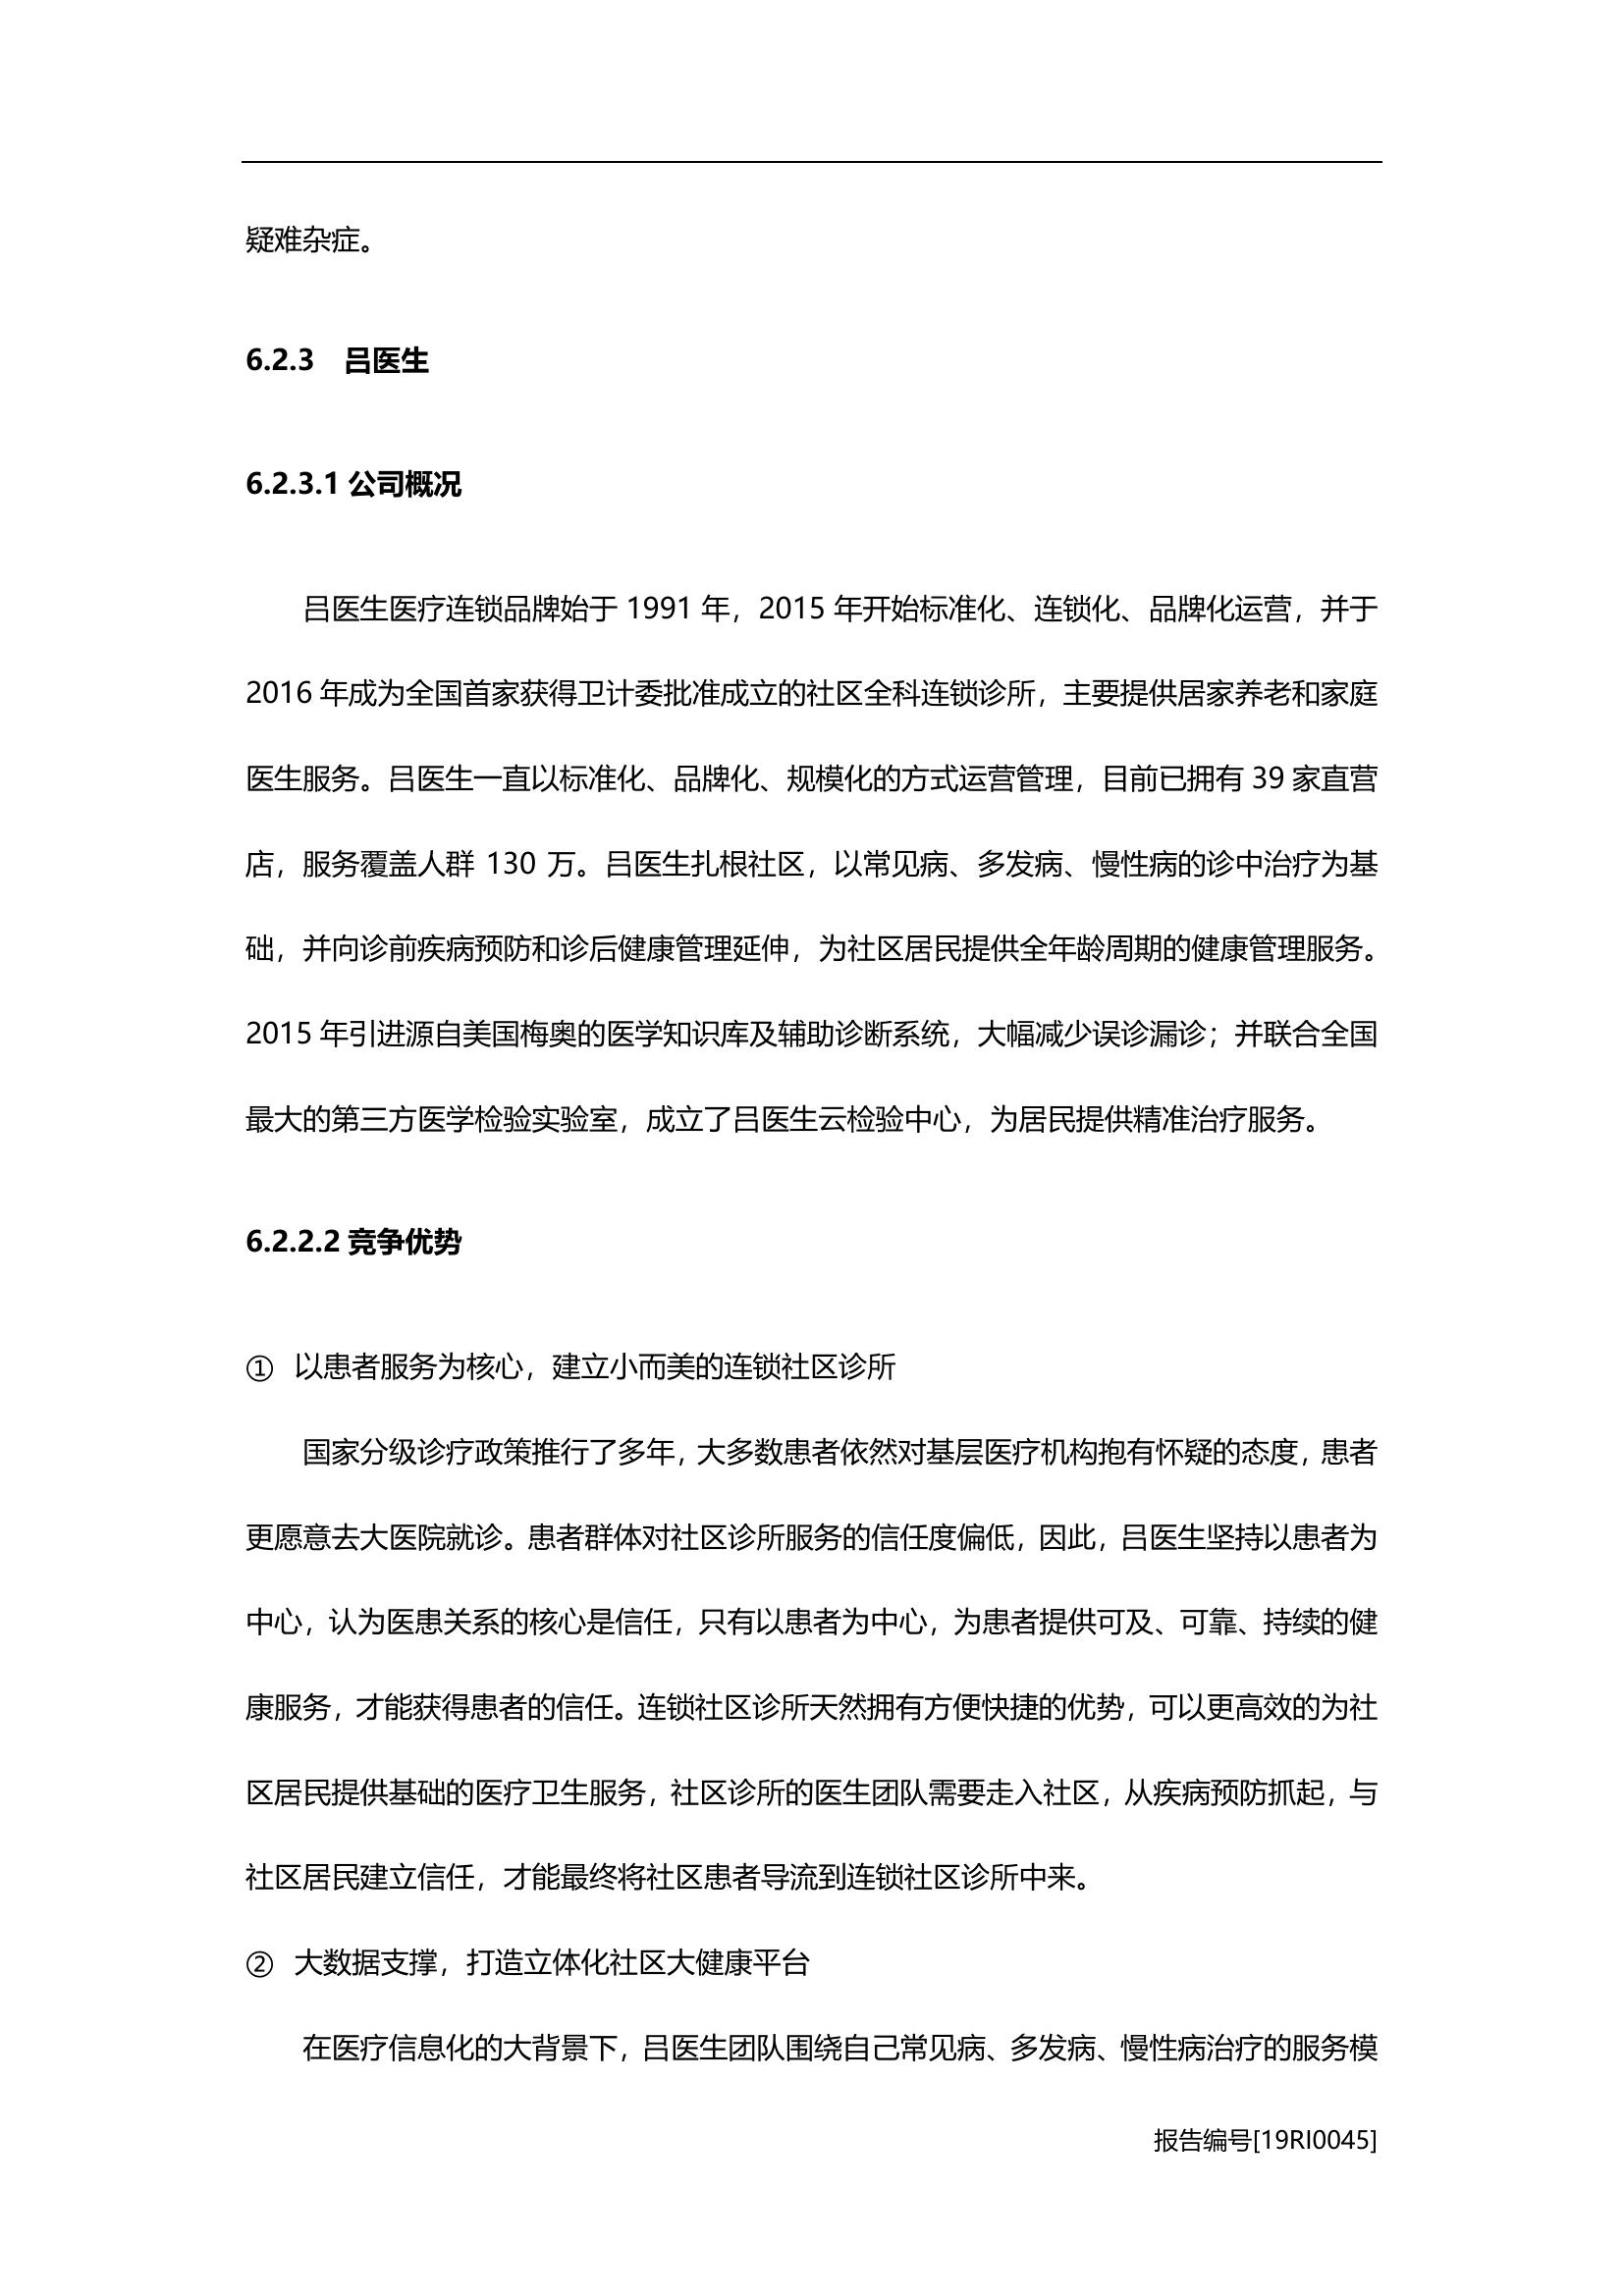 疑难杂症。
6.2.3 吕医生
6.2.3.1 公司概况
吕医生医疗连锁品牌始于 1991 年，2015 年开始标准化、连锁化、品牌化运营，并于
2016 年成为全国首家获得卫计委批准成立的社区全科连锁诊所，主要提供居家养老和家庭
医生服务。吕医生一直以标准化、品牌化、规模化的方式运营管理，目前已拥有 39 家直营
店，服务覆盖人群 130 万。吕医生扎根社区，以常见病、多发病、慢性病的诊中治疗为基
础，并向诊前疾病预防和诊后健康管理延伸，为社区居民提供全年龄周期的健康管理服务。
2015 年引进源自美国梅奥的医学知识库及辅助诊断系统，大幅减少误诊漏诊；并联合全国
最大的第三方医学检验实验室，成立了吕医生云检验中心，为居民提供精准治疗服务。
6.2.2.2 竞争优势
① 以患者服务为核心，建立小而美的连锁社区诊所
国家分级诊疗政策推行了多年，大多数患者依然对基层医疗机构抱有怀疑的态度，患者
更愿意去大医院就诊。患者群体对社区诊所服务的信任度偏低，因此，吕医生坚持以患者为
中心，认为医患关系的核心是信任，只有以患者为中心，为患者提供可及、可靠、持续的健
康服务，才能获得患者的信任。连锁社区诊所天然拥有方便快捷的优势，可以更高效的为社
区居民提供基础的医疗卫生服务，社区诊所的医生团队需要走入社区，从疾病预防抓起，与
社区居民建立信任，才能最终将社区患者导流到连锁社区诊所中来。
② 大数据支撑，打造立体化社区大健康平台
在医疗信息化的大背景下，吕医生团队围绕自己常见病、多发病、慢性病治疗的服务模
报告编号[19RI0045]